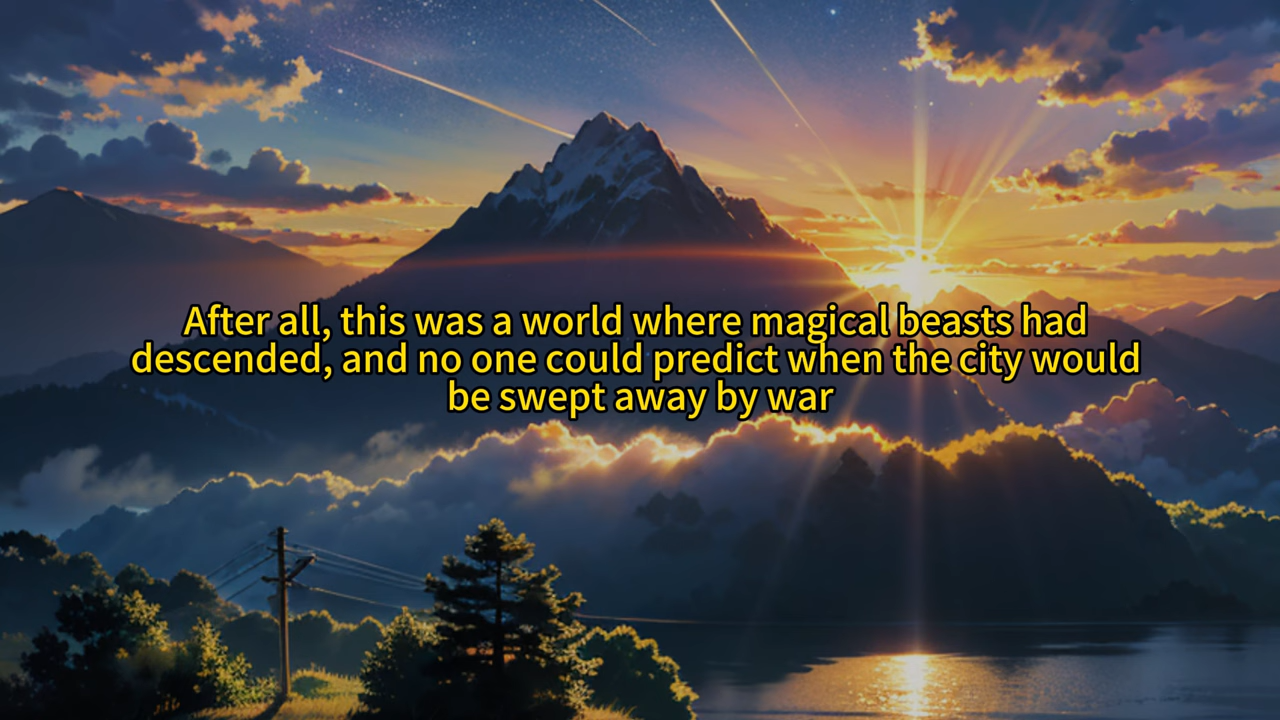 After all, this was a world where magical beasts had
descended, and no one could predict when the city would
be swept away by war